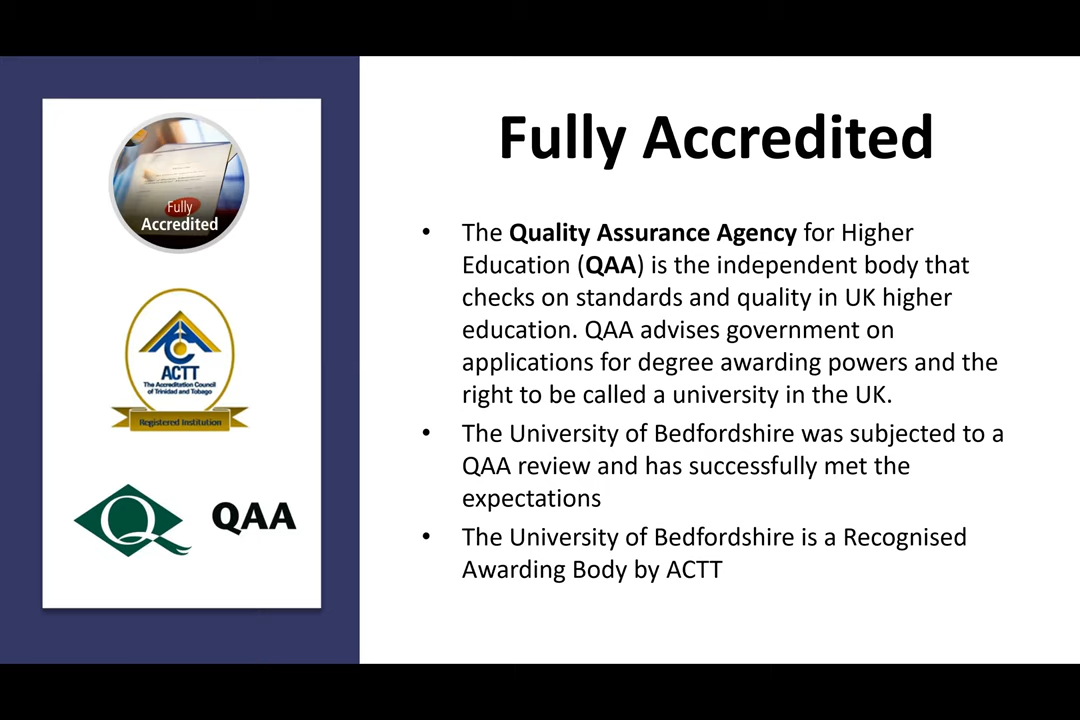 Fully
Accredited
ACTT
The Accreditation Council
of Trinidad and Tobago
Registered Institution
QAA
Fully Accredited
• The Quality Assurance Agency for Higher
Education (QAA) is the independent body that
checks on standards and quality in UK higher
education. QAA advises government on
applications for degree awarding powers and the
right to be called a university in the UK.
• The University of Bedfordshire was subjected to a
QAA review and has successfully met the
expectations
• The University of Bedfordshire is a Recognised
Awarding Body by ACTT